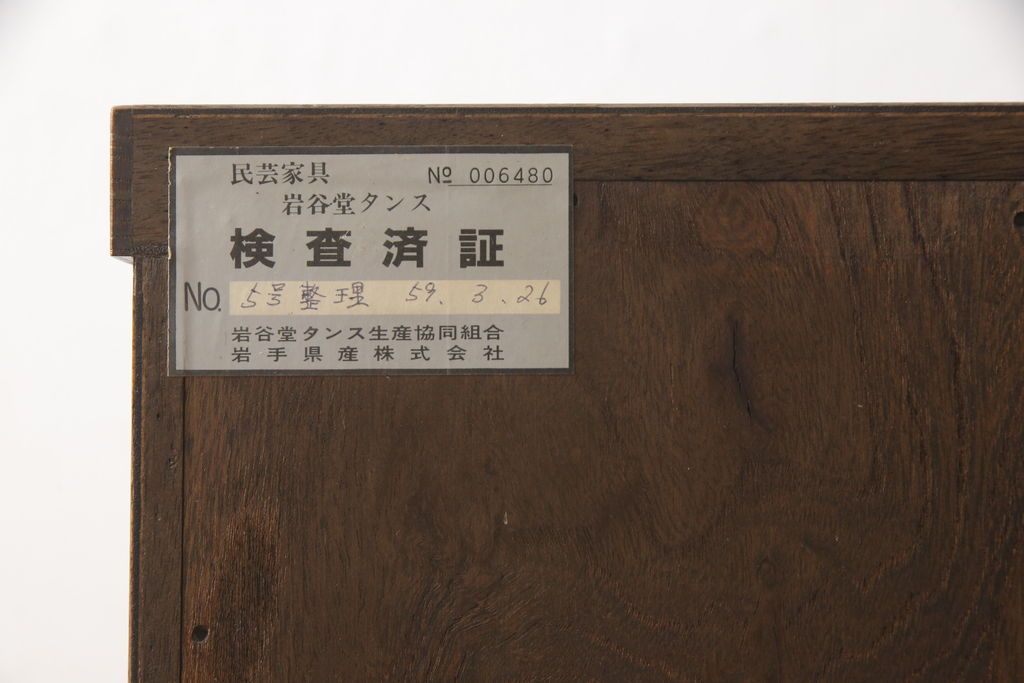 民芸家具 Nº 006480
岩谷堂タンス
検査済証
No. 5号整理 59.3.26
岩谷堂タンス生産協同組合
岩手県産株式会社